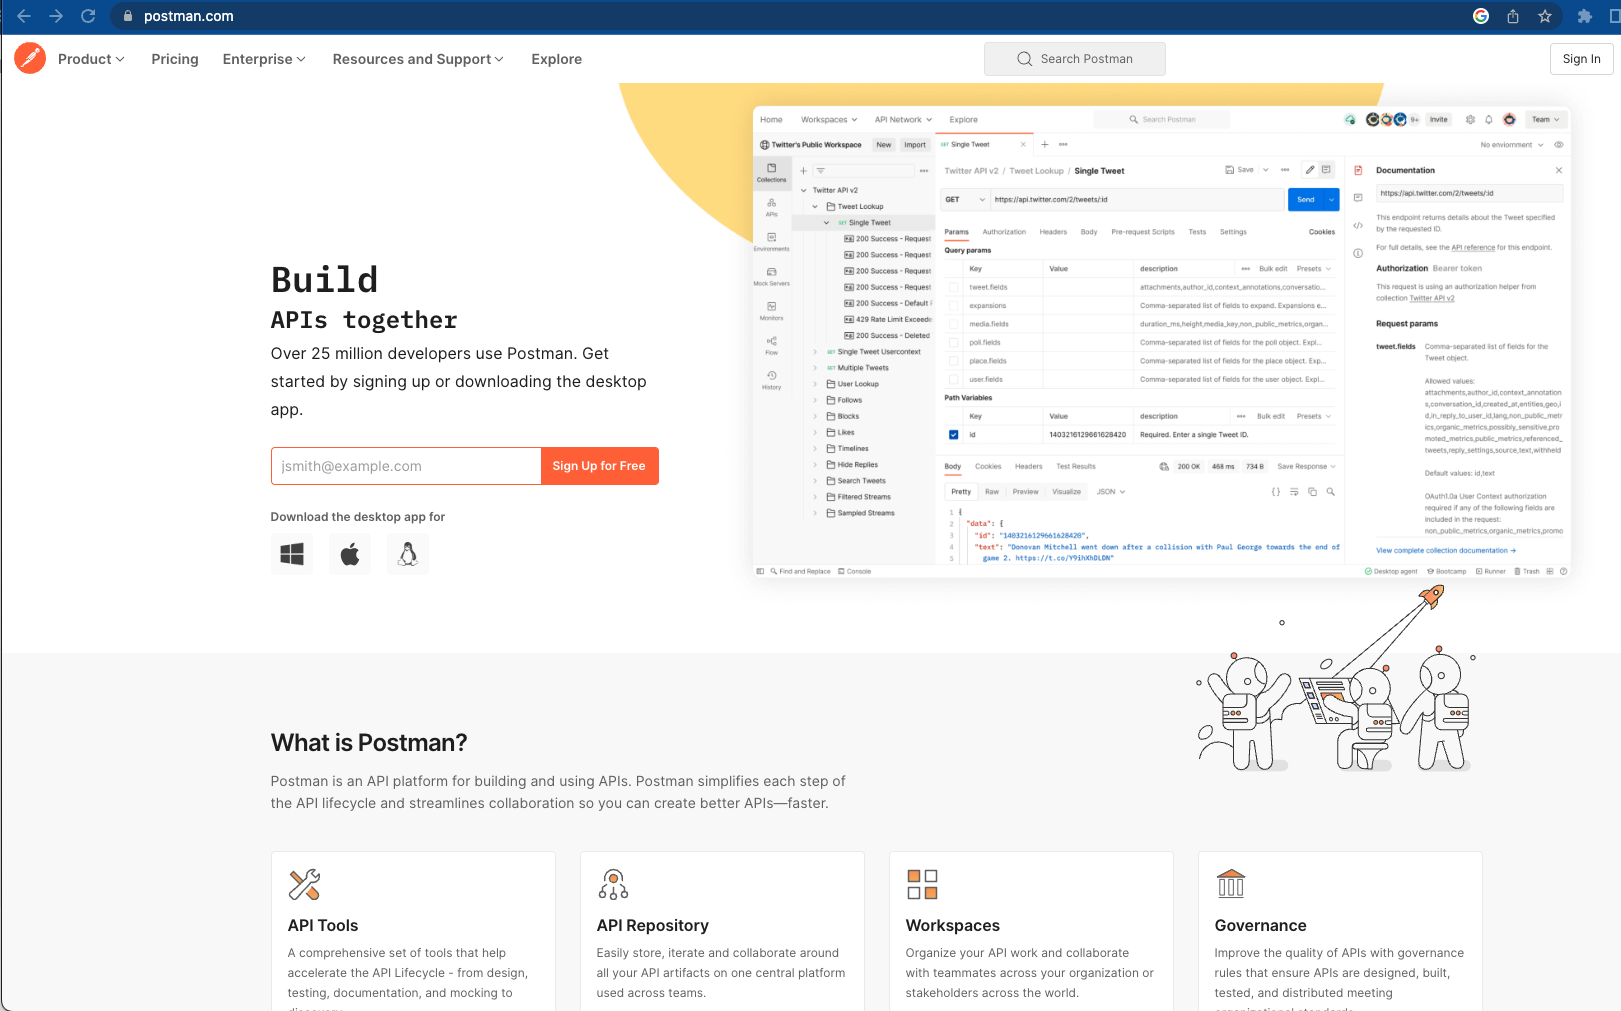 postman.com
Product
Pricing
Enterprise
Resources and Support
Explore
Search Postman
Sign In
Build
APIs together
Over 25 million developers use Postman. Get
started by signing up or downloading the desktop
app.
jsmith@example.com
Sign Up for Free
Download the desktop app for
Home
Workspaces
API Network
Explore
Search Postman
9+
Invite
Team
Twitter's Public Workspace
New
Import
GET Single Tweet
No enviornment
Collections
APIs
Environments
Mock Servers
Monitors
Flow
History
Twitter API v2
Tweet Lookup
GET Single Tweet
200 Success - Request
200 Success - Request
200 Success - Request
200 Success - Request
200 Success - Default
429 Rate Limit Exceede
200 Success - Deleted
GET Single Tweet Usercontext
GET Multiple Tweets
User Lookup
Follows
Blocks
Likes
Timelines
Hide Replies
Search Tweets
Filtered Streams
Sampled Streams
Twitter API v2 / Tweet Lookup / Single Tweet
Save
GET
https://api.twitter.com/2/tweets/:id
Send
Params
Authorization
Headers
Body
Pre-request Scripts
Tests
Settings
Cookies
Query params
Key
Value
description
Bulk edit
Presets
tweet.fields
attachments,author_id,context_annotations,conversatio...
expansions
Comma-separated list of fields to expand. Expansions e...
media.fields
duration_ms,height,media_key,non_public_metrics,organ...
poll.fields
Comma-separated list of fields for the poll object. Expi...
place.fields
Comma-separated list of fields for the place object. Exp...
user.fields
Comma-separated list of fields for the user object. Expl...
Path Variables
Key
Value
description
Bulk edit
Presets
id
1403216129661628420
Required. Enter a single Tweet ID.
Body
Cookies
Headers
Test Results
200 OK
468 ms
734 B
Save Response
Pretty
Raw
Preview
Visualize
JSON
1 {
2 "data": {
3 "id": "1403216129661628420",
4 "text": "Donovan Mitchell went down after a collision with Paul George towards the end of
5 game 2. https://t.co/Y9ihXhDLDN"
Documentation
https://api.twitter.com/2/tweets/:id
This endpoint returns details about the Tweet specified
by the requested ID.
For full details, see the API reference for this endpoint.
Authorization Bearer token
This request is using an authorization helper from
collection Twitter API v2
Request params
tweet.fields
Comma-separated list of fields for the
Tweet object.
Allowed values:
attachments,author_id,context_annotation
s,conversation_id,created_at,entities,geo,i
d,in_reply_to_user_id,lang,non_public_metr
ics,organic_metrics,possibly_sensitive,pro
moted_metrics,public_metrics,referenced_
tweets,reply_settings,source,text,withheld
Default values: id,text
OAuth1.0a User Context authorization
required if any of the following fields are
included in the request:
non_public_metrics,organic_metrics,promo
View complete collection documentation →
Find and Replace
Console
Desktop agent
Bootcamp
Runner
Trash
What is Postman?
Postman is an API platform for building and using APIs. Postman simplifies each step of
the API lifecycle and streamlines collaboration so you can create better APIs—faster.
API Tools
A comprehensive set of tools that help
accelerate the API Lifecycle - from design,
testing, documentation, and mocking to
API Repository
Easily store, iterate and collaborate around
all your API artifacts on one central platform
used across teams.
Workspaces
Organize your API work and collaborate
with teammates across your organization or
stakeholders across the world.
Governance
Improve the quality of APIs with governance
rules that ensure APIs are designed, built,
tested, and distributed meeting